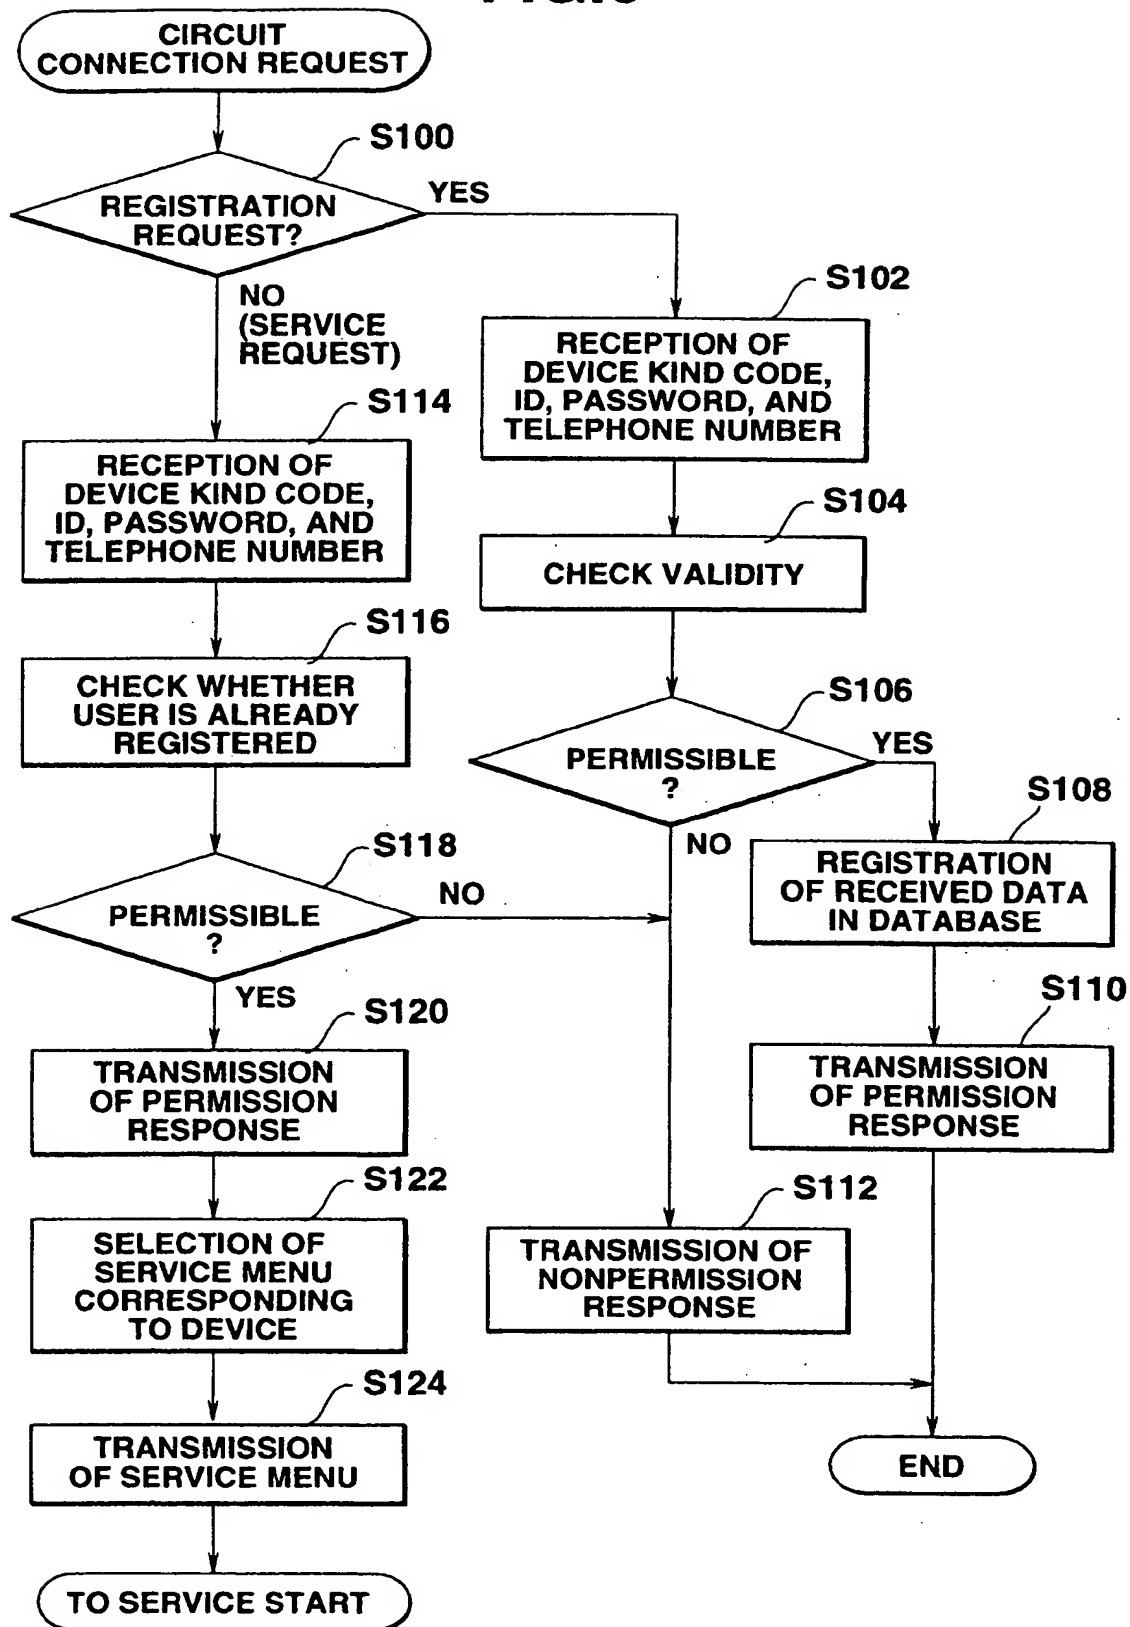 CIRCUIT
CONNECTION REQUEST
S100
REGISTRATION
REQUEST?
YES
NO
(SERVICE
REQUEST)
S102
RECEPTION OF
DEVICE KIND CODE,
ID, PASSWORD, AND
TELEPHONE NUMBER
S114
RECEPTION OF
DEVICE KIND CODE,
ID, PASSWORD, AND
TELEPHONE NUMBER
S104
CHECK VALIDITY
S116
CHECK WHETHER
USER IS ALREADY
REGISTERED
S106
PERMISSIBLE
?
YES
NO
S108
REGISTRATION
OF RECEIVED DATA
IN DATABASE
S118
PERMISSIBLE
?
NO
YES
S110
TRANSMISSION
OF PERMISSION
RESPONSE
S120
TRANSMISSION
OF PERMISSION
RESPONSE
S122
SELECTION OF
SERVICE MENU
CORRESPONDING
TO DEVICE
S112
TRANSMISSION OF
NONPERMISSION
RESPONSE
S124
TRANSMISSION
OF SERVICE MENU
END
TO SERVICE START